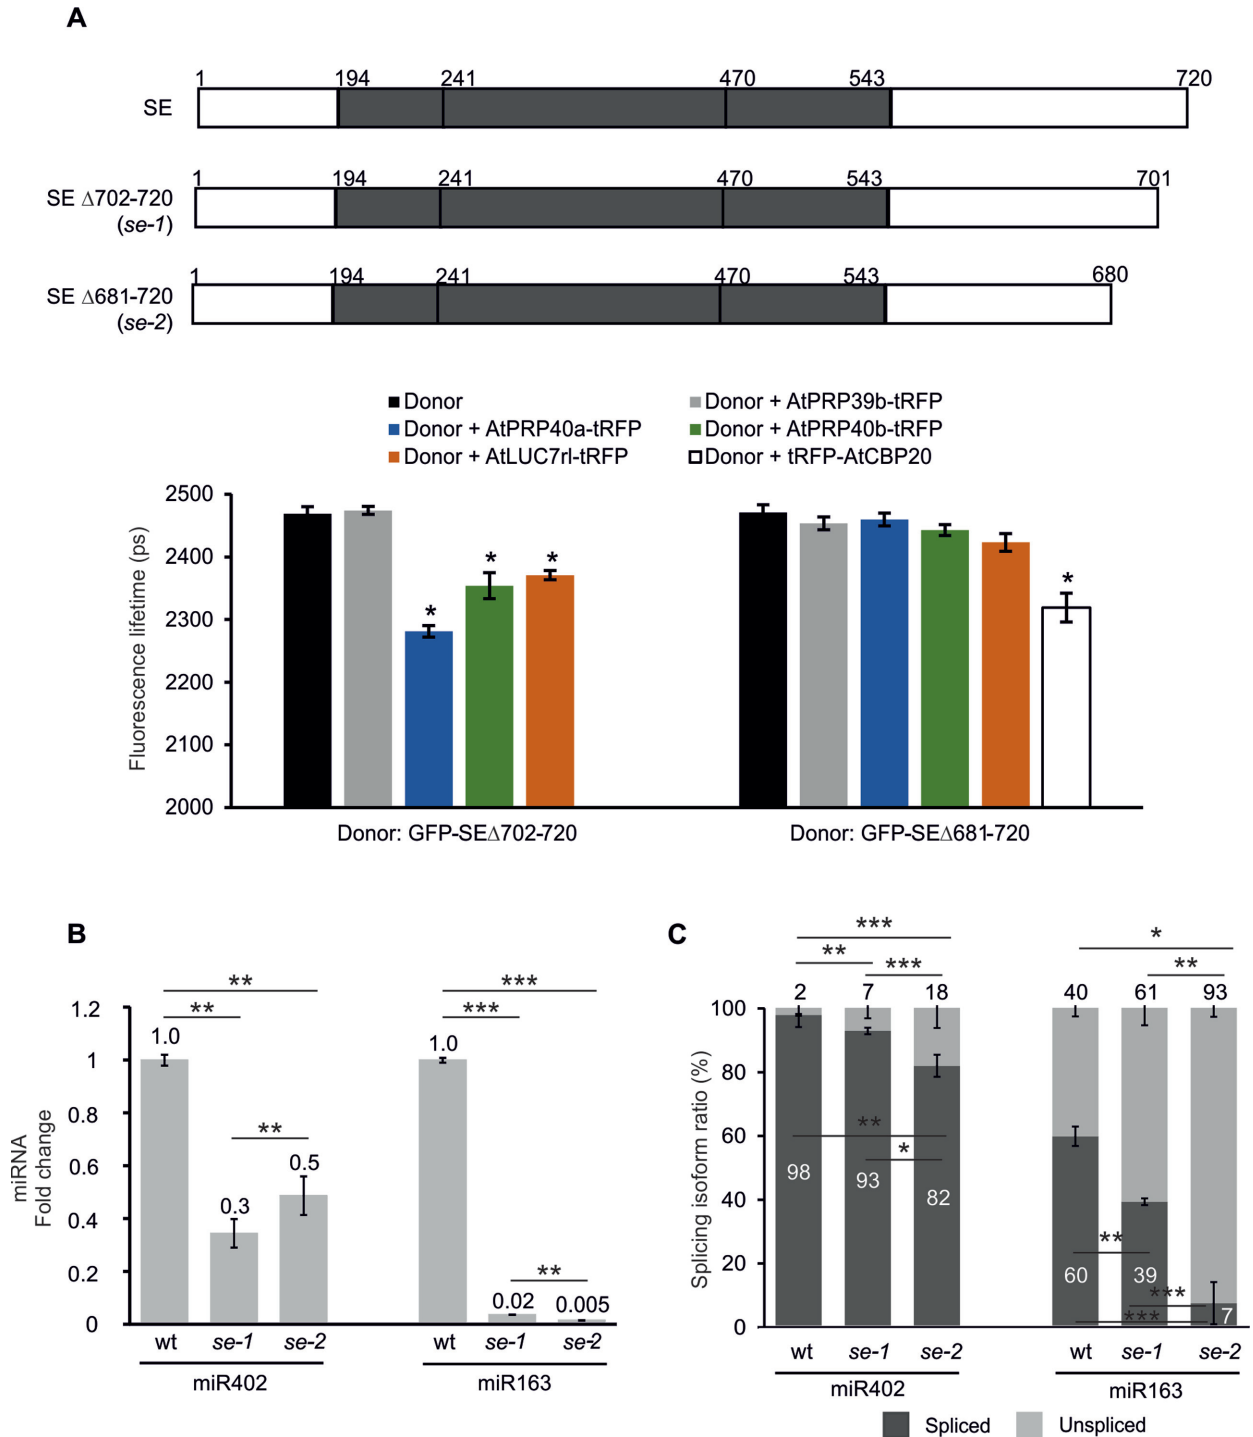 A
1 194 241 470 543 720
SE
1 194 241 470 543 701
SE Δ702-720
(se-1)
1 194 241 470 543 680
SE Δ681-720
(se-2)
Donor
Donor + AtPRP39b-tRFP
Donor + AtPRP40a-tRFP
Donor + AtPRP40b-tRFP
Donor + AtLUC7rl-tRFP
Donor + tRFP-AtCBP20
Fluorescence lifetime (ps)
2500
2400
2300
2200
2100
2000
* * *
*
Donor: GFP-SEΔ702-720
Donor: GFP-SEΔ681-720
B
miRNA
Fold change
1.2
1
0.8
0.6
0.4
0.2
0
**
**
**
1.0
0.3
0.5
***
***
**
1.0
0.02
0.005
wt se-1 se-2
wt se-1 se-2
miR402
miR163
C
Splicing isoform ratio (%)
100
80
60
40
20
0
***
**
***
2 7 18
**
*
98 93 82
*
**
40 61 93
**
***
***
60 39 7
wt se-1 se-2
wt se-1 se-2
miR402
miR163
Spliced
Unspliced